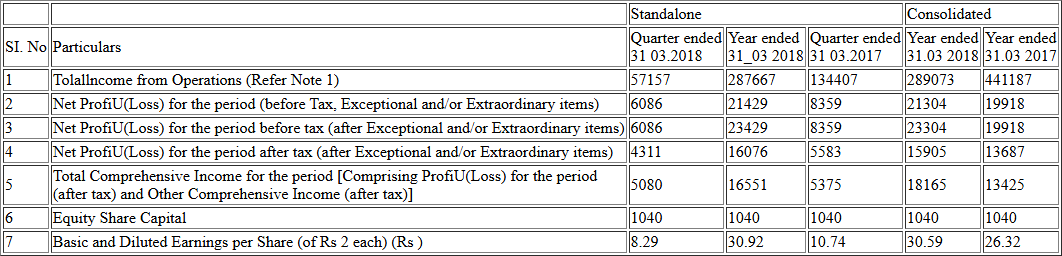 Standalone Consolidated
SI. No Particulars Quarter ended 31 03.2018 Year ended 31_03 2018 Quarter ended 31 03.2017 Year ended 31.03 2018 Year ended 31.03 2017
1 Tolallncome from Operations (Refer Note 1) 57157 287667 134407 289073 441187
2 Net ProfiU(Loss) for the period (before Tax, Exceptional and/or Extraordinary items) 6086 21429 8359 21304 19918
3 Net ProfiU(Loss) for the period before tax (after Exceptional and/or Extraordinary items) 6086 23429 8359 23304 19918
4 Net ProfiU(Loss) for the period after tax (after Exceptional and/or Extraordinary items) 4311 16076 5583 15905 13687
5 Total Comprehensive Income for the period [Comprising ProfiU(Loss) for the period (after tax) and Other Comprehensive Income (after tax)] 5080 16551 5375 18165 13425
6 Equity Share Capital 1040 1040 1040 1040 1040
7 Basic and Diluted Earnings per Share (of Rs 2 each) (Rs ) 8.29 30.92 10.74 30.59 26.32